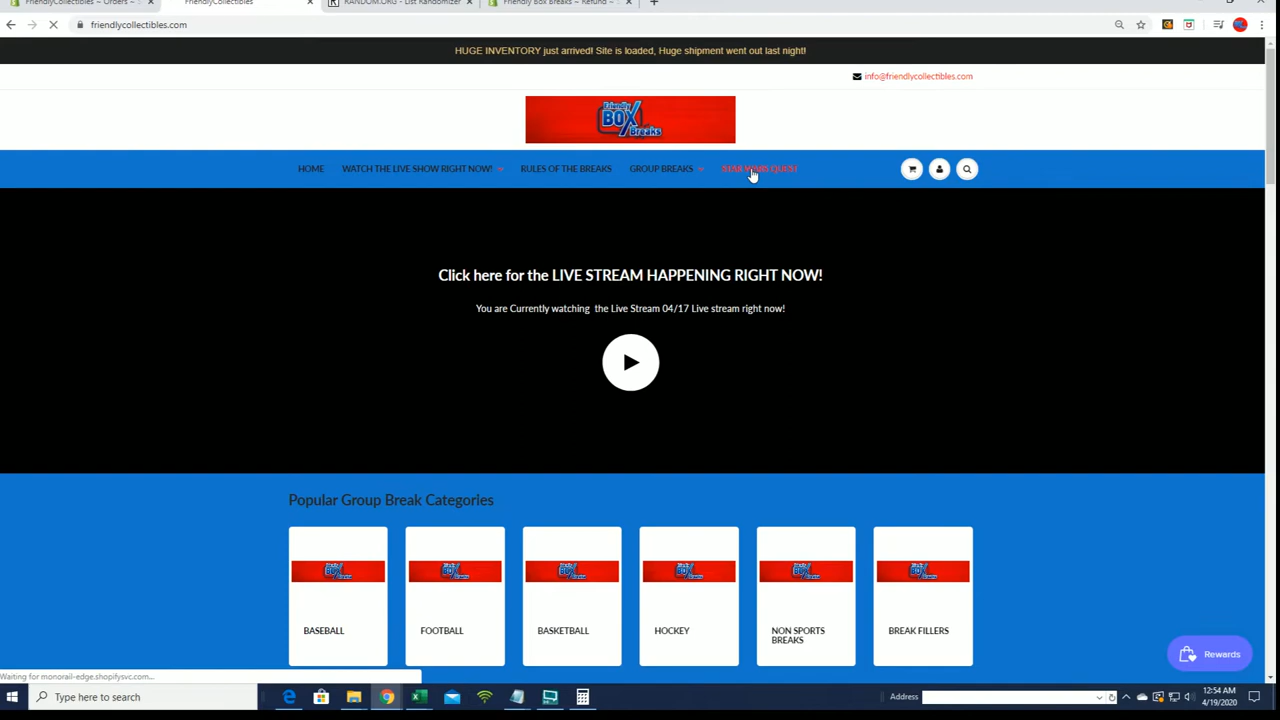 FriendlyCollectibles ~ Orders ~
FriendlyCollectibles
RANDOM.ORG - List Randomizer
Friendly Box Breaks ~ Refund ~
friendlycollectibles.com
HUGE INVENTORY just arrived! Site is loaded, Huge shipment went out last night!
info@friendlycollectibles.com
Friendly
BOX
Breaks
HOME
WATCH THE LIVE SHOW RIGHT NOW!
RULES OF THE BREAKS
GROUP BREAKS
STAR WARS QUEST
Click here for the LIVE STREAM HAPPENING RIGHT NOW!
You are Currently watching the Live Stream 04/17 Live stream right now!
Popular Group Break Categories
BASEBALL
FOOTBALL
BASKETBALL
HOCKEY
NON SPORTS
BREAKS
BREAK FILLERS
Rewards
Waiting for monorail-edge.shopifysvc.com...
Type here to search
Address
12:54 AM
4/19/2020